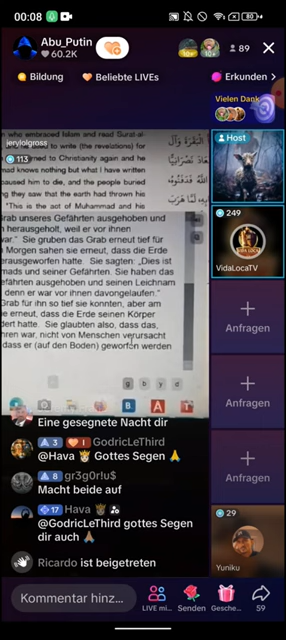 00:08
80
Abu_Putin
60.2K
10+
10+
89
Bildung
Beliebte LIVEs
Erkunden
Vielen Dank
jerylolgross
113
who embraced Islam and read Surat-al-
to write (the revelations) for
to Christianity again and he
mad knows nothing but what I have written
caused him to die, and the people buried
they saw that the earth had thrown his
"This is the act of Muhammad and his
Grab unseres Gefährten ausgehoben und
herausgeholt, weil er vor ihnen
war." Sie gruben das Grab erneut tief für
Morgen sahen sie erneut, dass die Erde
herausgeworfen hatte. Sie sagten: „Dies ist
und seiner Gefährten. Sie haben das
Gefährten ausgehoben und seinen Leichnam
denn er war vor ihnen davongelaufen."
Grab für ihn so tief sie konnten, aber am
sie erneut, dass die Erde seinen Körper
hatte. Sie glaubten also, dass das,
war, nicht von Menschen verursacht
dass er (auf den Boden) geworfen werden
g b y d
B A T
Host
249
VidaLocaTV
Anfragen
Anfragen
Anfragen
29
Yuniku
Eine gesegnete Nacht dir
3 1 GodricLeThird
@Hava Gottes Segen
8 gr3g0r!u$
Macht beide auf
17 Hava
@GodricLeThird gottes Segen
dir auch
Ricardo ist beigetreten
Kommentar hinz...
LIVE mi...
Senden
Gesche...
59